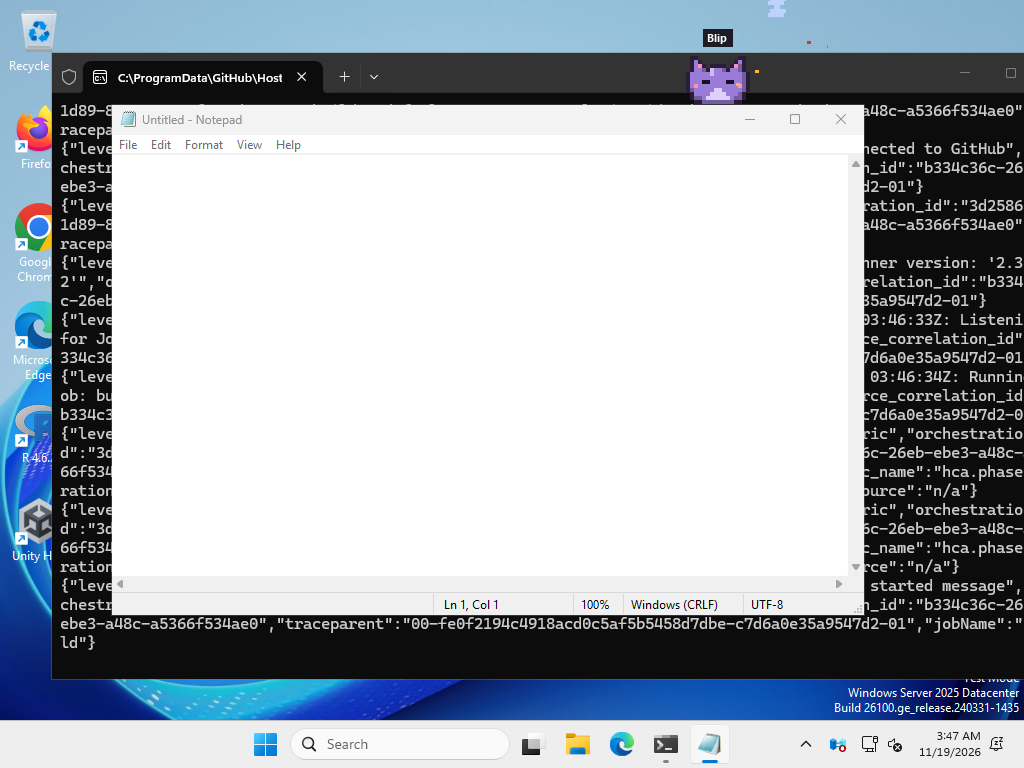 Blip
Recycle
C:\ProgramData\GitHub\Host
1d89-8
a48c-a5366f534ae0"
racepa
Untitled - Notepad
File Edit Format View Help
{"leve
nected to GitHub",
chestr
n_id":"b334c36c-26
ebe3-a
d2-01"}
{"leve
ration_id":"3d2586
1d89-8
a48c-a5366f534ae0"
racepa
{"leve
nner version: '2.3
2'","o
relation_id":"b334
c-26eb
35a9547d2-01"}
{"leve
03:46:33Z: Listeni
for Jo
ce_correlation_id"
334c36
7d6a0e35a9547d2-01
{"leve
03:46:34Z: Runnin
ob: bu
rce_correlation_id
b334c3
c7d6a0e35a9547d2-0
{"leve
ric","orchestratio
d":"3d
6c-26eb-ebe3-a48c-
66f534
c_name":"hca.phase
ration
ource":"n/a"}
{"leve
ric","orchestratio
d":"3d
6c-26eb-ebe3-a48c-
66f534
c_name":"hca.phase
ration
rce":"n/a"}
{"leve
started message",
chestr
n_id":"b334c36c-26
Ln 1, Col 1
100%
Windows (CRLF)
UTF-8
ebe3-a48c-a5366f534ae0","traceparent":"00-fe0f2194c4918acd0c5af5b5458d7dbe-c7d6a0e35a9547d2-01","jobName":"
ld"}
Firefo
Googl
Chrom
Microso
Edge
R 4.6.
Unity H
Test Mode
Windows Server 2025 Datacenter
Build 26100.ge_release.240331-1435
Search
3:47 AM
11/19/2026